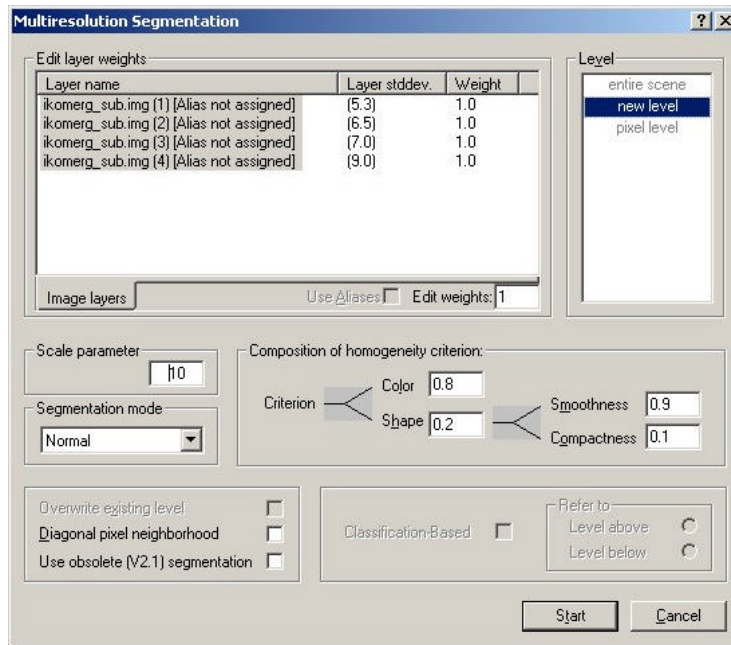 Multiresolution Segmentation
Edit layer weights
Layer name Layer stddev. Weight
ikomerg_sub.img (1) [Alias not assigned] (5.3) 1.0
ikomerg_sub.img (2) [Alias not assigned] (6.5) 1.0
ikomerg_sub.img (3) [Alias not assigned] (7.0) 1.0
ikomerg_sub.img (4) [Alias not assigned] (9.0) 1.0
Image layers Use Aliases Edit weights: 1
Level
entire scene
new level
pixel level
Scale parameter
10
Segmentation mode
Normal
Composition of homogeneity criterion:
Criterion
Color 0.8
Shape 0.2
Smoothness 0.9
Compactness 0.1
Overwrite existing level
Diagonal pixel neighborhood
Use obsolete (V2.1) segmentation
Classification-Based
Refer to
Level above
Level below
Start Cancel